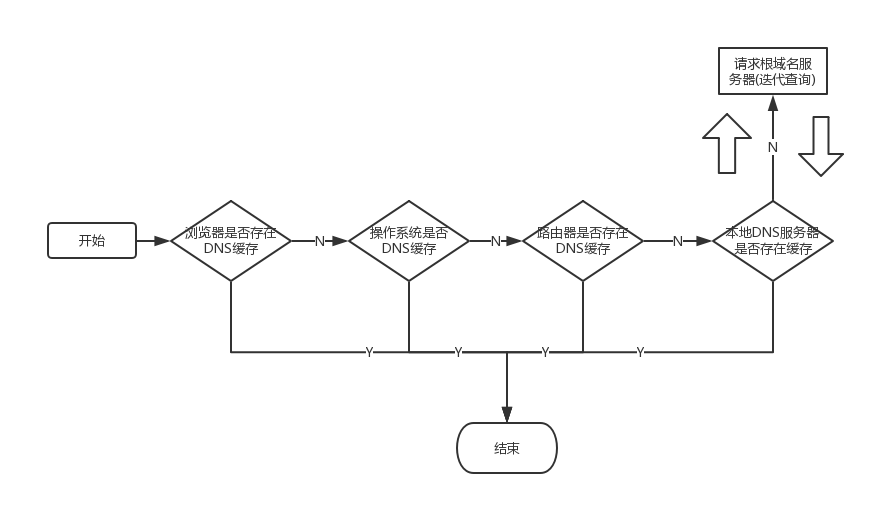 请求根域名服
务器(迭代查询)
N
开始
浏览器是否存在
DNS缓存
N
操作系统是否
DNS缓存
N
路由器是否存在
DNS缓存
N
本地DNS服务器
是否存在缓存
Y
Y
Y
Y
结束